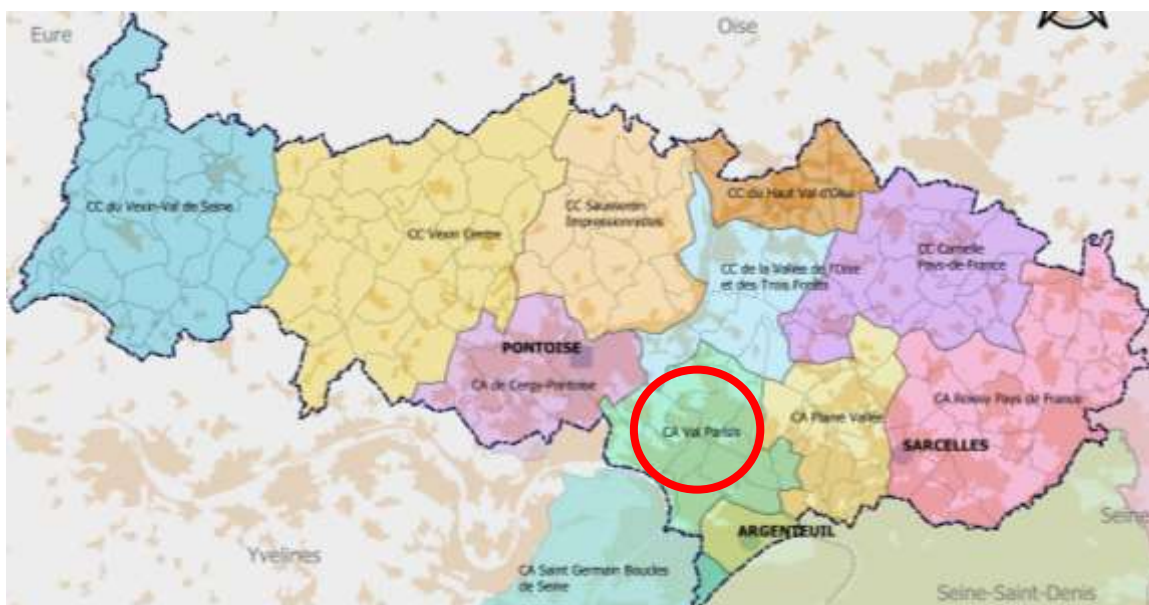 Eure
Oise
CC du Vexin-Val de Seine
CC Vexin Centre
CC Sausseron
Impressionnistes
CC du Haut Val-d'Oise
CC de la Vallée de l'Oise
et des Trois Forêts
CC Carnelle
Pays-de-France
PONTOISE
CA de Cergy-Pontoise
CA Val Parisis
CA Plaine Vallée
CA Roissy Pays de France
SARCELLES
ARGENTEUIL
Yvelines
CA Saint Germain Boucles
de Seine
Seine
Seine-Saint-Denis